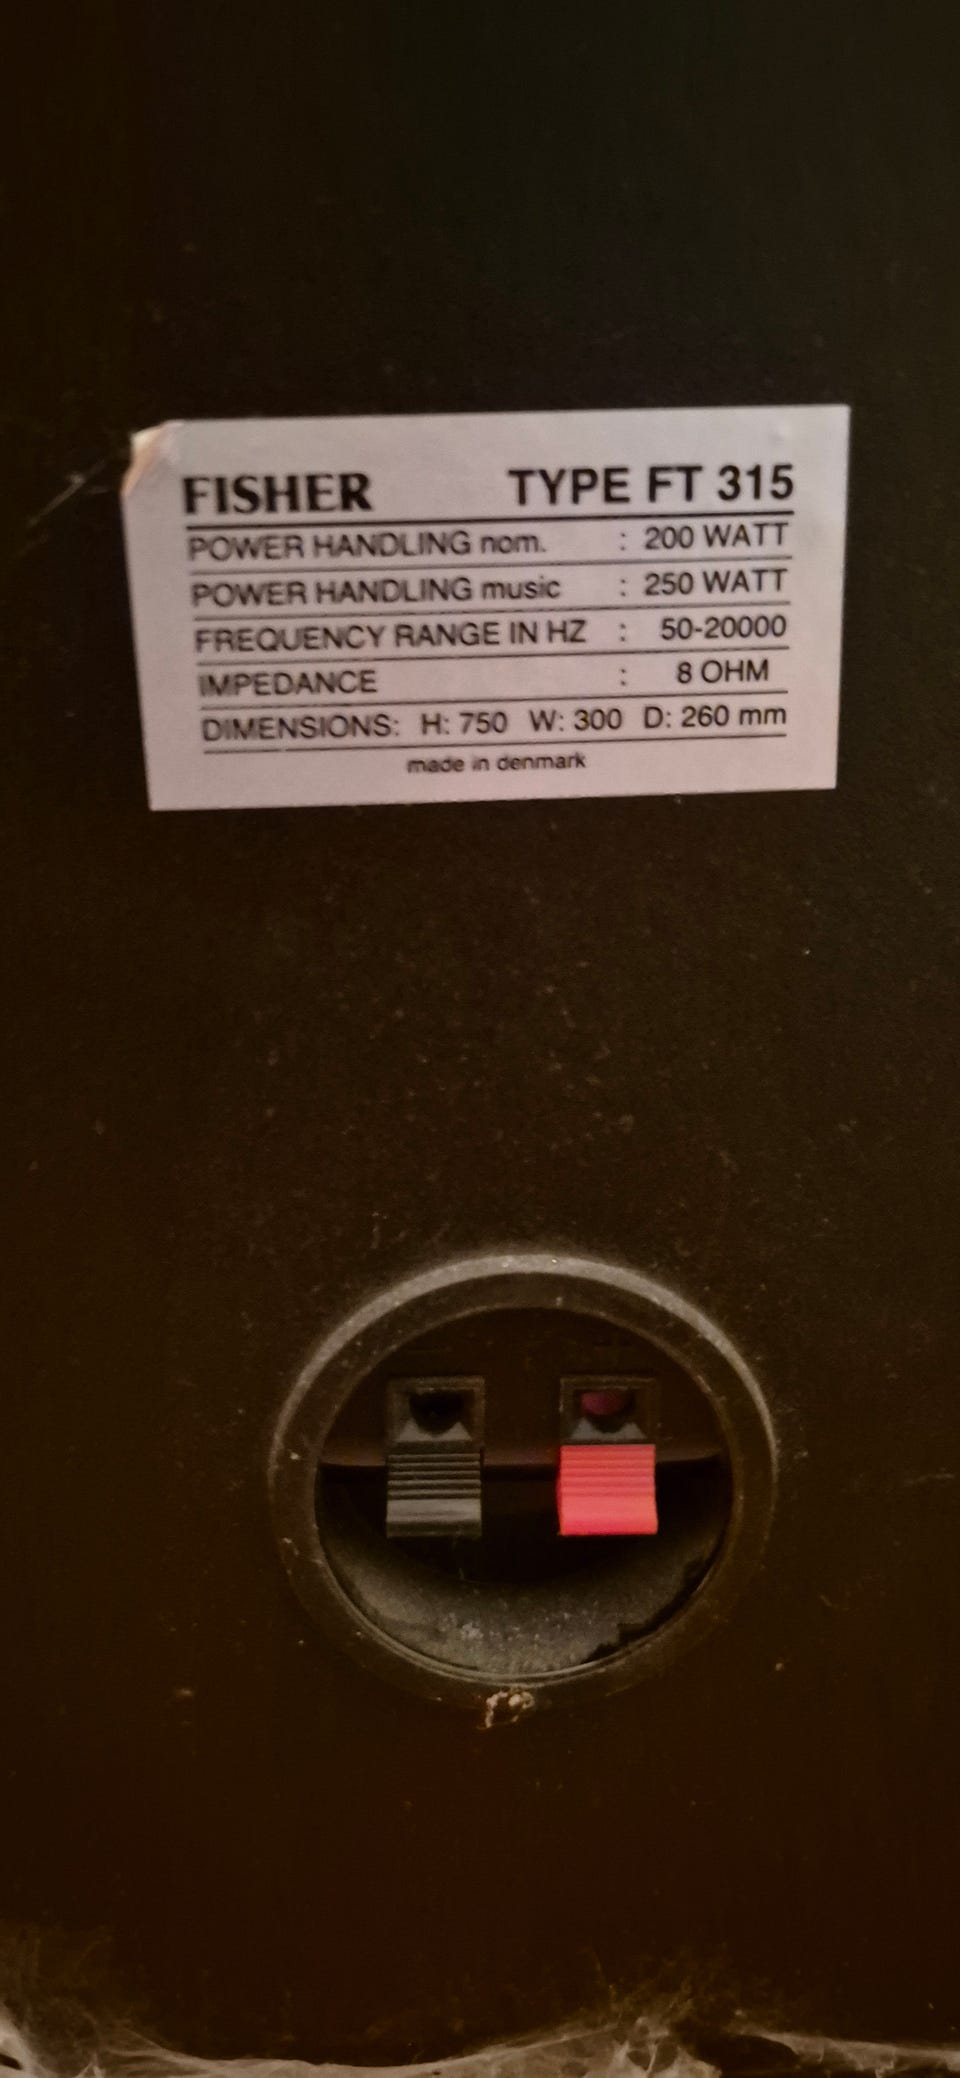 FISHER TYPE FT 315
POWER HANDLING nom. : 200 WATT
POWER HANDLING music : 250 WATT
FREQUENCY RANGE IN HZ : 50-20000
IMPEDANCE : 8 OHM
DIMENSIONS: H: 750 W: 300 D: 260 mm
made in denmark